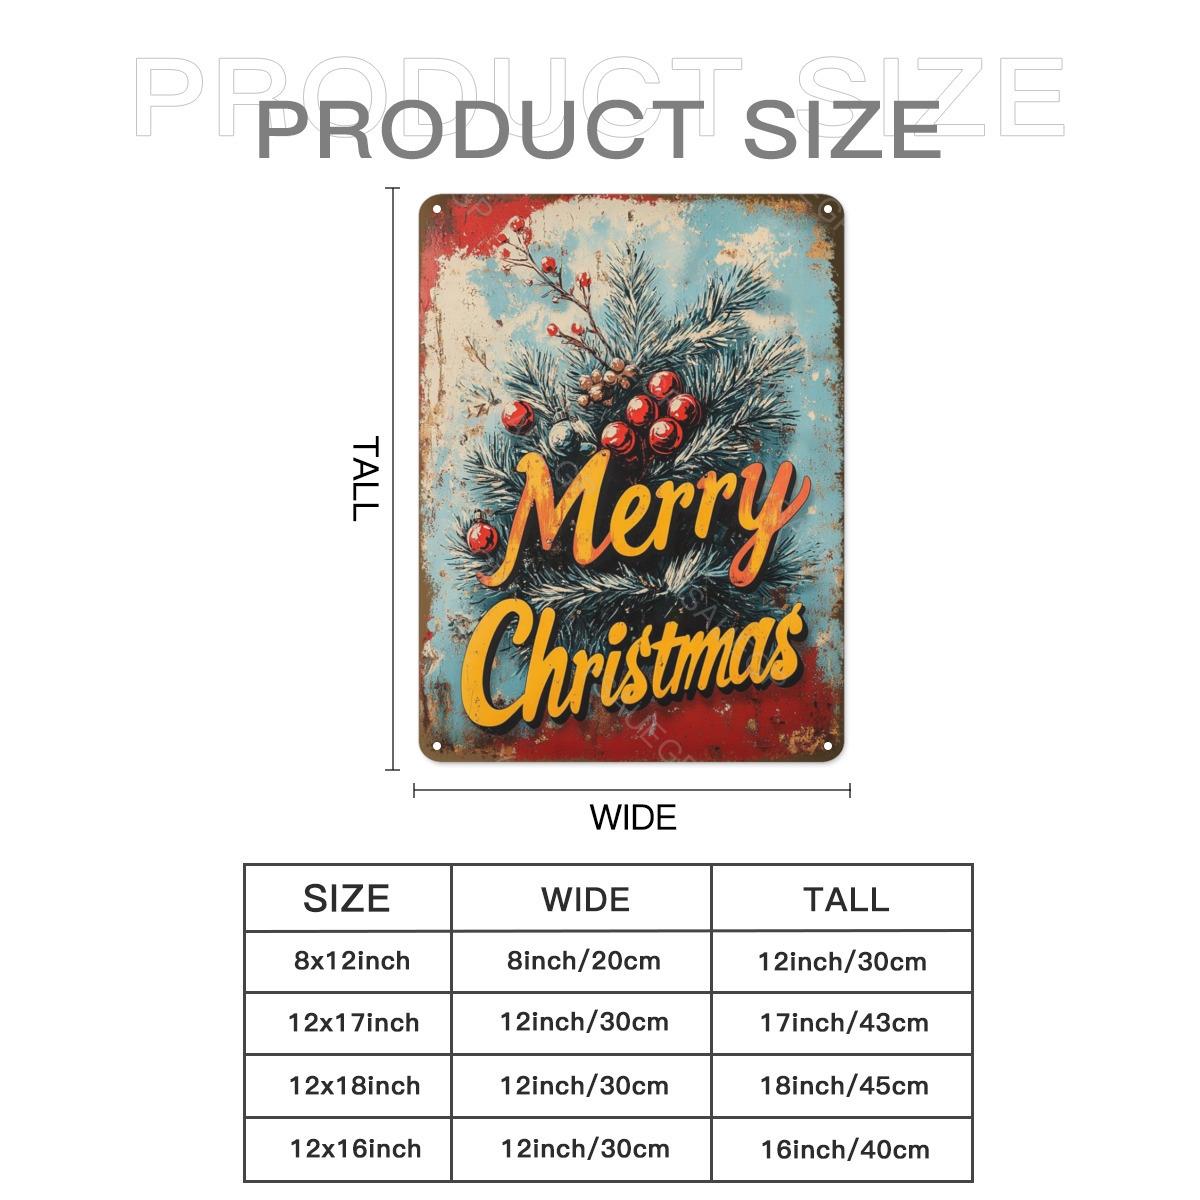 PRODUCT SIZE
PRODUCT SIZE
TALL
Merry
Christmas
WIDE
SIZE WIDE TALL
8x12inch 8inch/20cm 12inch/30cm
12x17inch 12inch/30cm 17inch/43cm
12x18inch 12inch/30cm 18inch/45cm
12x16inch 12inch/30cm 16inch/40cm